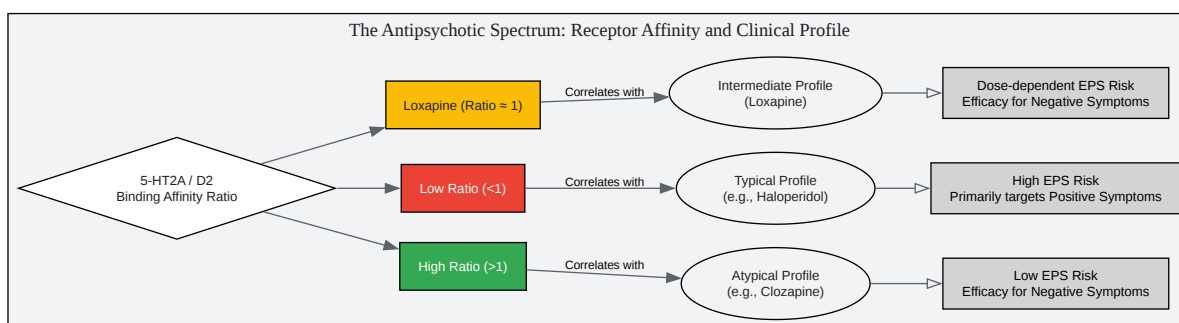 The Antipsychotic Spectrum: Receptor Affinity and Clinical Profile
5-HT2A / D2
Binding Affinity Ratio
Loxapine (Ratio ≈ 1)
Correlates with
Intermediate Profile
(Loxapine)
Dose-dependent EPS Risk
Efficacy for Negative Symptoms
Low Ratio (<1)
Correlates with
Typical Profile
(e.g., Haloperidol)
High EPS Risk
Primarily targets Positive Symptoms
High Ratio (>1)
Correlates with
Atypical Profile
(e.g., Clozapine)
Low EPS Risk
Efficacy for Negative Symptoms